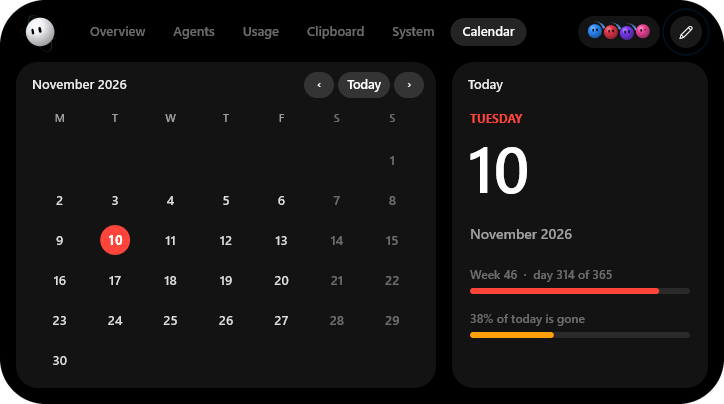 Overview Agents Usage Clipboard System Calendar
November 2026 ‹ Today ›
M T W T F S S
1
2 3 4 5 6 7 8
9 10 11 12 13 14 15
16 17 18 19 20 21 22
23 24 25 26 27 28 29
30
Today
TUESDAY
10
November 2026
Week 46 · day 314 of 365
38% of today is gone